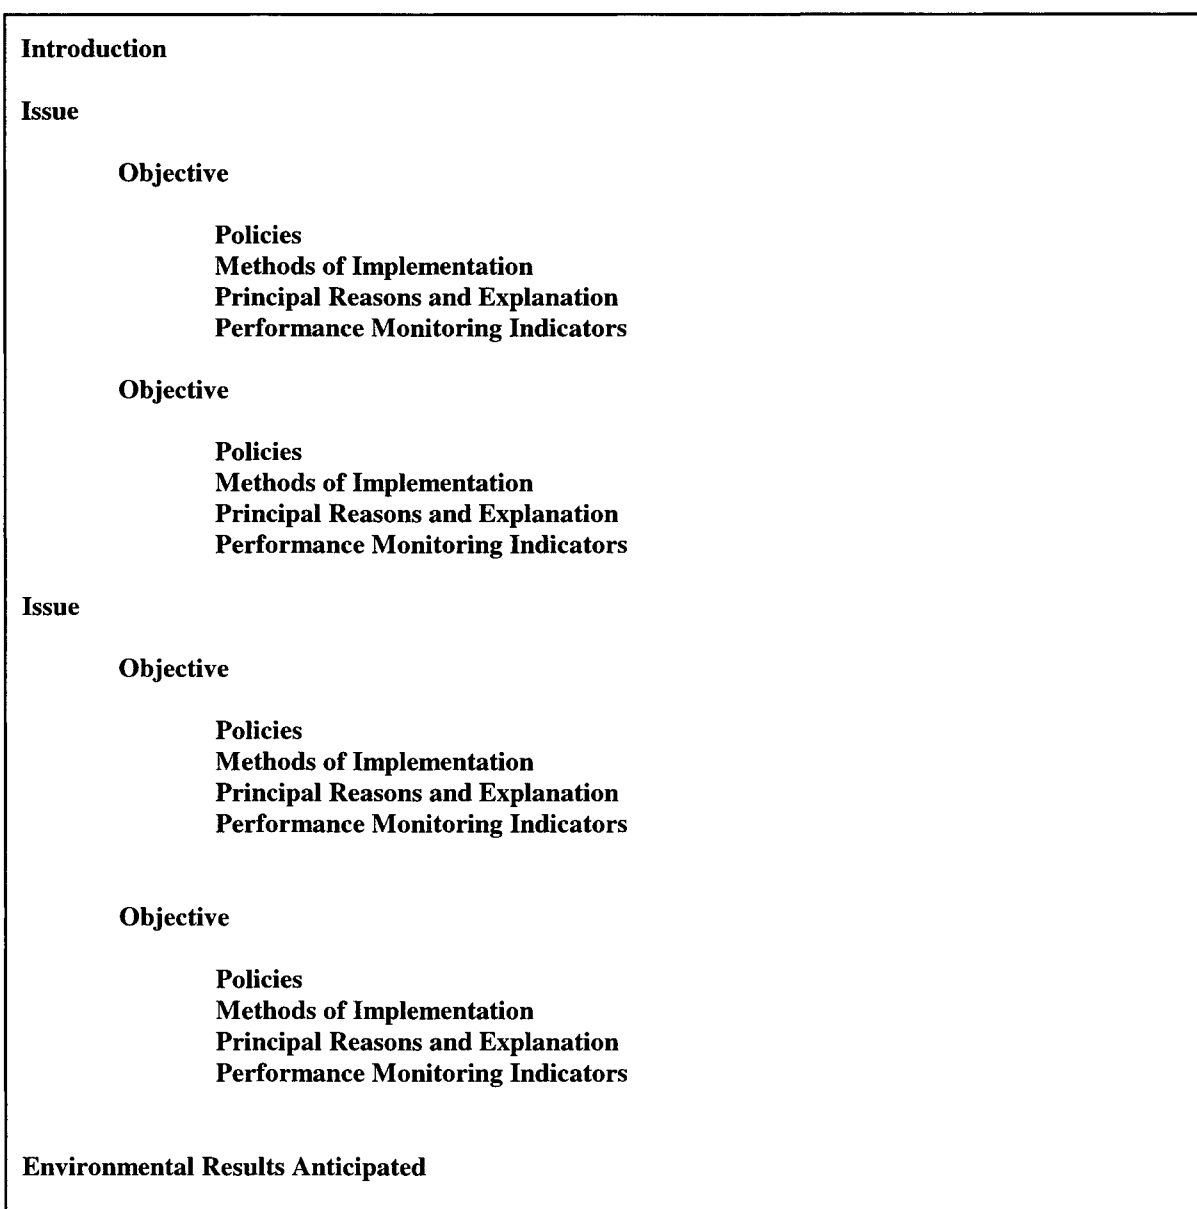 Introduction
Issue
Objective
Policies
Methods of Implementation
Principal Reasons and Explanation
Performance Monitoring Indicators
Objective
Policies
Methods of Implementation
Principal Reasons and Explanation
Performance Monitoring Indicators
Issue
Objective
Policies
Methods of Implementation
Principal Reasons and Explanation
Performance Monitoring Indicators
Objective
Policies
Methods of Implementation
Principal Reasons and Explanation
Performance Monitoring Indicators
Environmental Results Anticipated